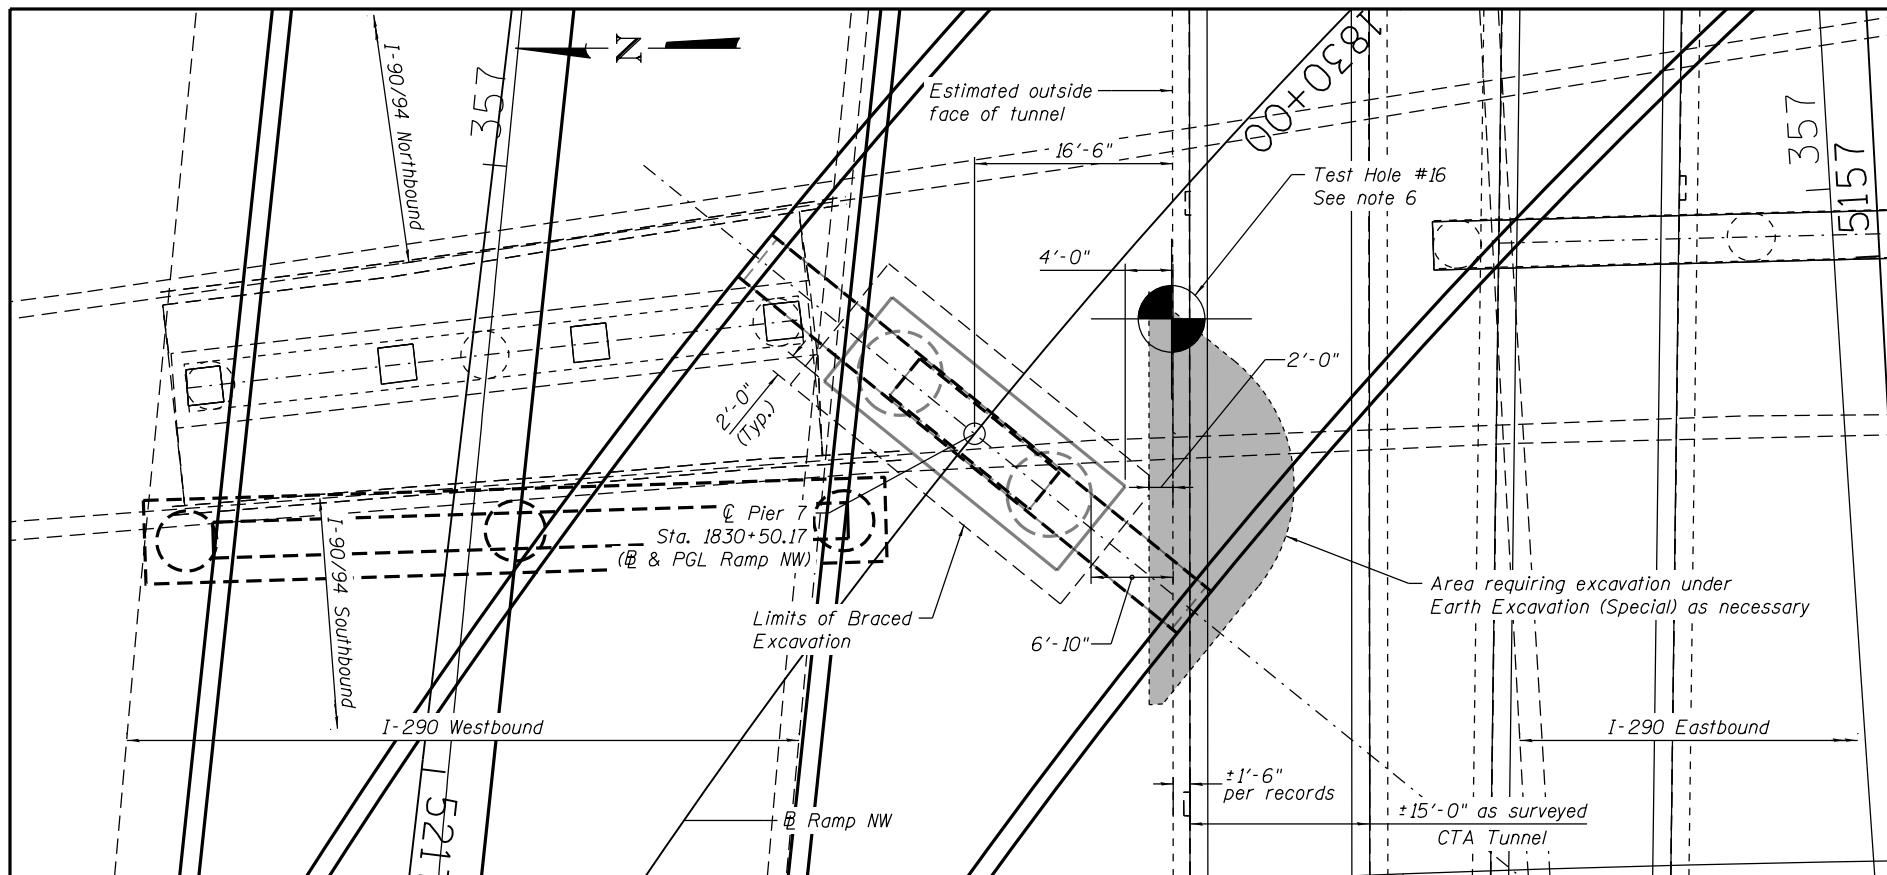 N
I-90/94 Northbound
357
Estimated outside
face of tunnel
1830+00
16'-6"
Test Hole #16
See note 6
357
5157
4'-0"
2'-0"
2'-0"
(Typ.)
℄ Pier 7
Sta. 1830+50.17
(B & PGL Ramp NW)
I-90/94 Southbound
Limits of Braced
Excavation
6'-10"
Area requiring excavation under
Earth Excavation (Special) as necessary
I-290 Westbound
I-290 Eastbound
±1'-6"
per records
±15'-0" as surveyed
CTA Tunnel
B Ramp NW